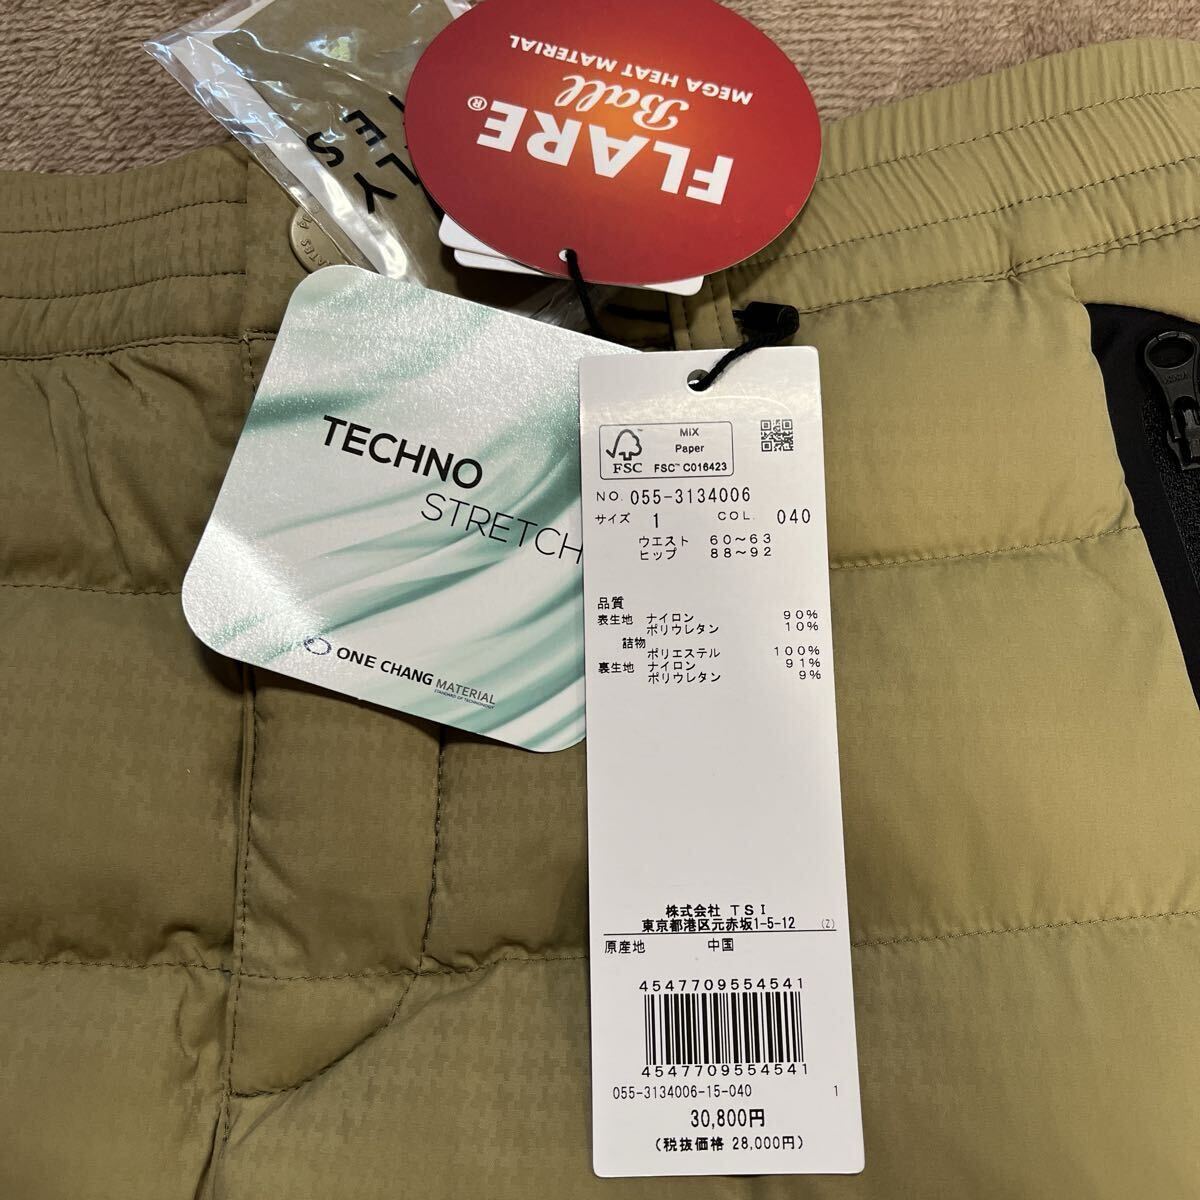 FLARE®
Ball
MEGA HEAT MATERIAL
TECHNO
STRETCH
ONE CHANG MATERIAL
STANDARD OF TECHNOLOGY
FSC
MIX
Paper
FSC™ C016423
NO. 055-3134006
サイズ 1 COL. 040
ウエスト 60～63
ヒップ 88～92
品質
表生地 ナイロン 90%
ポリウレタン 10%
詰物
ポリエステル 100%
裏生地 ナイロン 91%
ポリウレタン 9%
株式会社 TSI
東京都港区元赤坂1-5-12 (Z)
原産地 中国
4547709554541
4547709554541
055-3134006-15-040 1
30,800円
(税抜価格 28,000円)